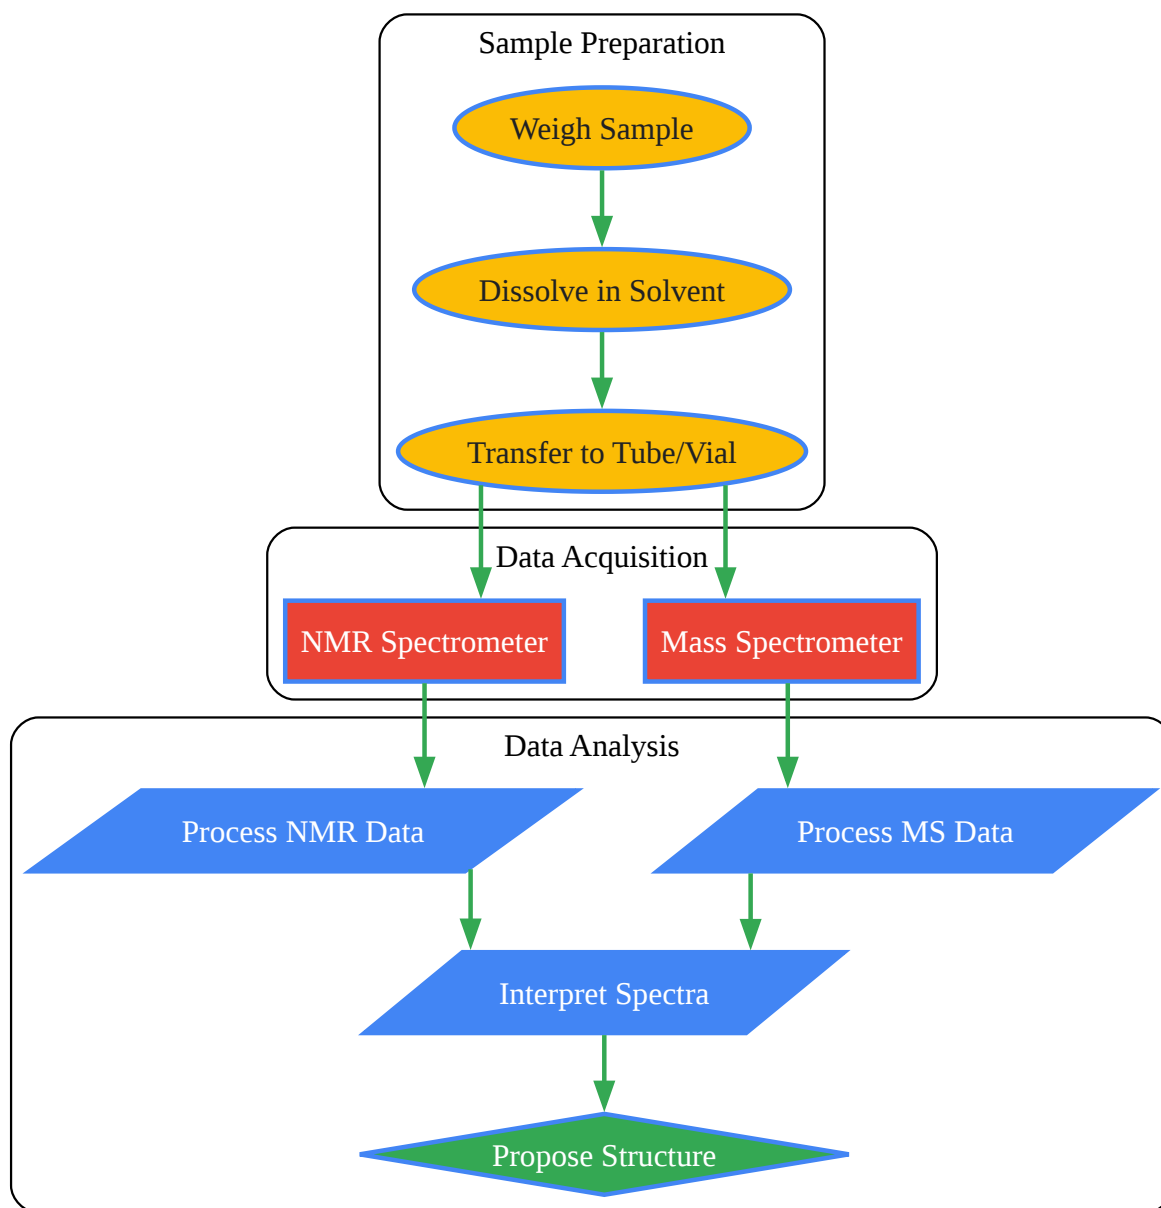 Sample Preparation
Weigh Sample
Dissolve in Solvent
Transfer to Tube/Vial
Data Acquisition
NMR Spectrometer
Mass Spectrometer
Data Analysis
Process NMR Data
Process MS Data
Interpret Spectra
Propose Structure